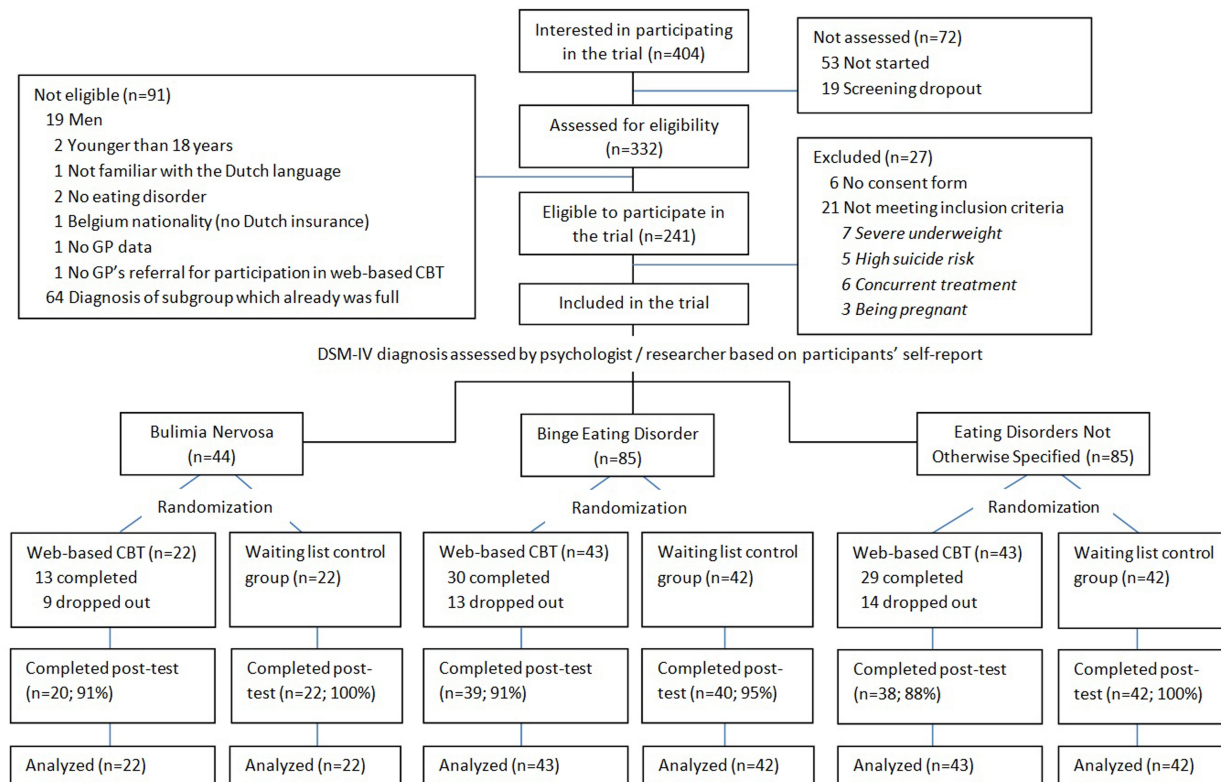 Interested in participating
in the trial (n=404)
Not assessed (n=72)
53 Not started
19 Screening dropout
Not eligible (n=91)
19 Men
2 Younger than 18 years
1 Not familiar with the Dutch language
2 No eating disorder
1 Belgium nationality (no Dutch insurance)
1 No GP data
1 No GP's referral for participation in web-based CBT
64 Diagnosis of subgroup which already was full
Assessed for eligibility
(n=332)
Excluded (n=27)
6 No consent form
21 Not meeting inclusion criteria
7 Severe underweight
5 High suicide risk
6 Concurrent treatment
3 Being pregnant
Eligible to participate in
the trial (n=241)
Included in the trial
DSM-IV diagnosis assessed by psychologist / researcher based on participants' self-report
Bulimia Nervosa
(n=44)
Binge Eating Disorder
(n=85)
Eating Disorders Not
Otherwise Specified (n=85)
Randomization
Randomization
Randomization
Web-based CBT (n=22)
13 completed
9 dropped out
Waiting list control
group (n=22)
Web-based CBT (n=43)
30 completed
13 dropped out
Waiting list control
group (n=42)
Web-based CBT (n=43)
29 completed
14 dropped out
Waiting list control
group (n=42)
Completed post-test
(n=20; 91%)
Completed post-
test (n=22; 100%)
Completed post-test
(n=39; 91%)
Completed post-
test (n=40; 95%)
Completed post-test
(n=38; 88%)
Completed post-
test (n=42; 100%)
Analyzed (n=22)
Analyzed (n=22)
Analyzed (n=43)
Analyzed (n=42)
Analyzed (n=43)
Analyzed (n=42)